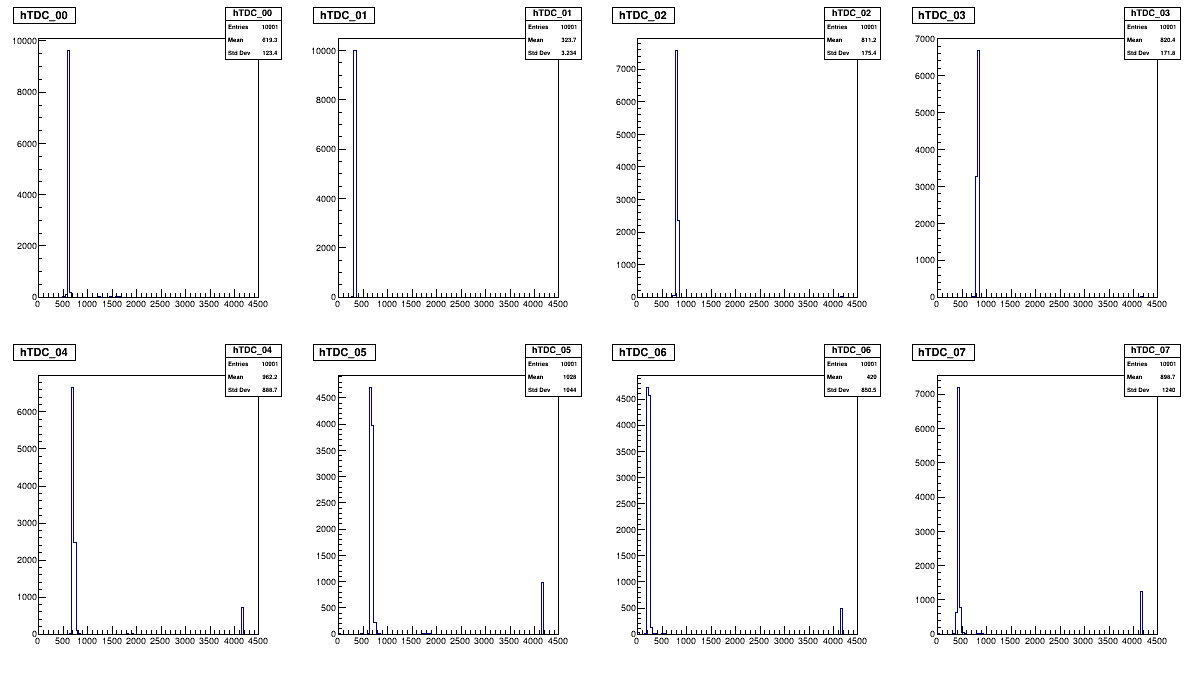 hTDC_00
hTDC_00
Entries 10001
Mean 619.3
Std Dev 123.4
10000
8000
6000
4000
2000
0
0 500 1000 1500 2000 2500 3000 3500 4000 4500
hTDC_01
hTDC_01
Entries 10001
Mean 323.7
Std Dev 3.234
10000
8000
6000
4000
2000
0
0 500 1000 1500 2000 2500 3000 3500 4000 4500
hTDC_02
hTDC_02
Entries 10001
Mean 811.2
Std Dev 175.4
7000
6000
5000
4000
3000
2000
1000
0
0 500 1000 1500 2000 2500 3000 3500 4000 4500
hTDC_03
hTDC_03
Entries 10001
Mean 820.4
Std Dev 171.8
7000
6000
5000
4000
3000
2000
1000
0
0 500 1000 1500 2000 2500 3000 3500 4000 4500
hTDC_04
hTDC_04
Entries 10001
Mean 962.2
Std Dev 888.7
6000
5000
4000
3000
2000
1000
0
0 500 1000 1500 2000 2500 3000 3500 4000 4500
hTDC_05
hTDC_05
Entries 10001
Mean 1028
Std Dev 1044
4500
4000
3500
3000
2500
2000
1500
1000
500
0
0 500 1000 1500 2000 2500 3000 3500 4000 4500
hTDC_06
hTDC_06
Entries 10001
Mean 420
Std Dev 850.5
4500
4000
3500
3000
2500
2000
1500
1000
500
0
0 500 1000 1500 2000 2500 3000 3500 4000 4500
hTDC_07
hTDC_07
Entries 10001
Mean 898.7
Std Dev 1240
7000
6000
5000
4000
3000
2000
1000
0
0 500 1000 1500 2000 2500 3000 3500 4000 4500